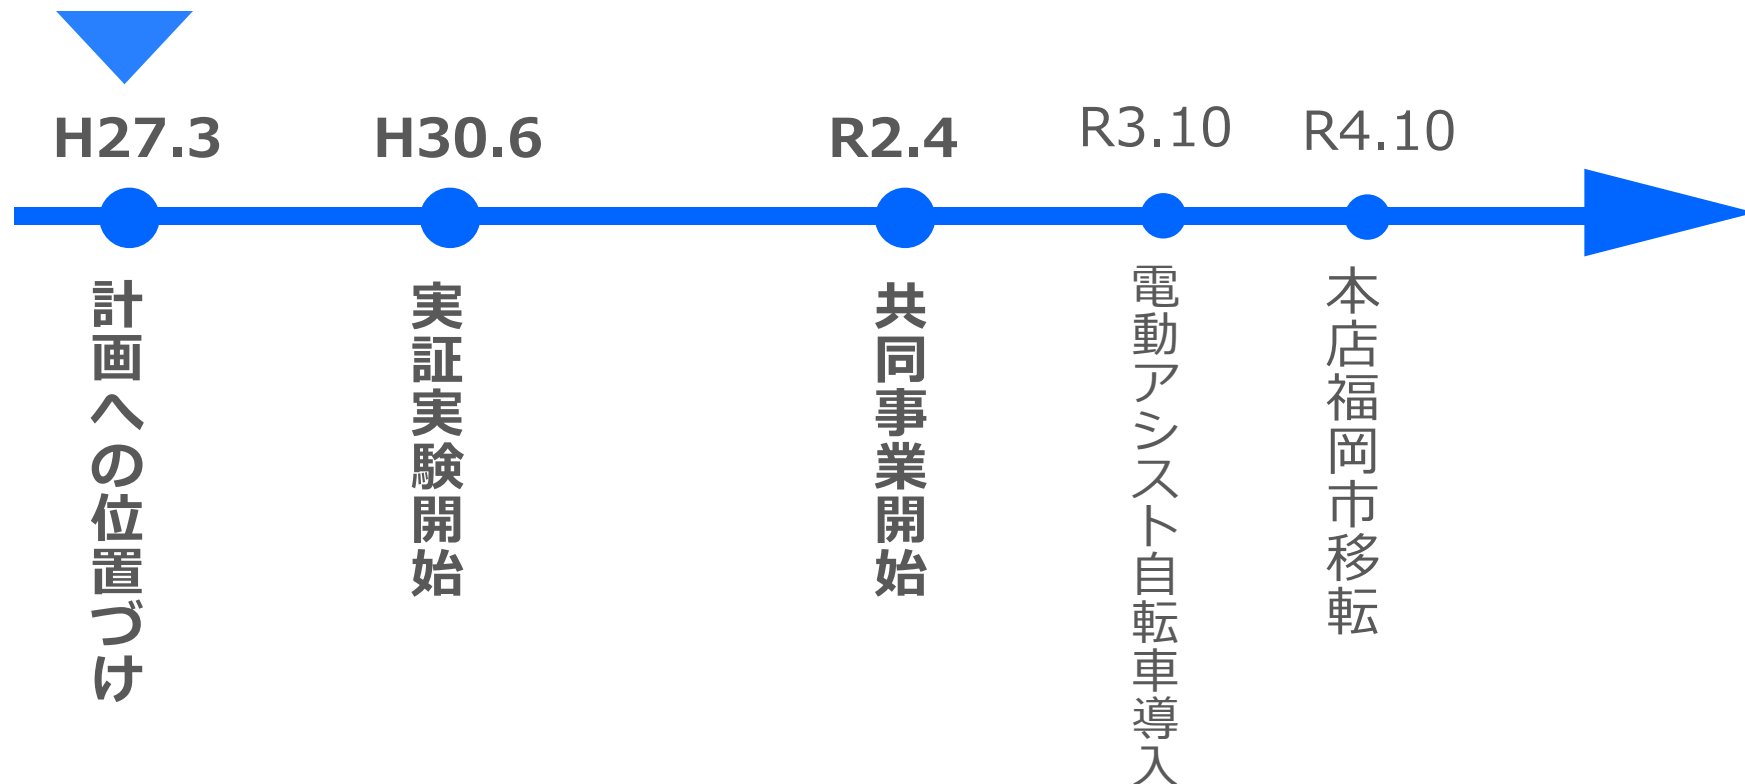 H27.3
計画への位置づけ
H30.6
実証実験開始
R2.4
共同事業開始
R3.10
電動アシスト自転車導入
R4.10
本店福岡市移転